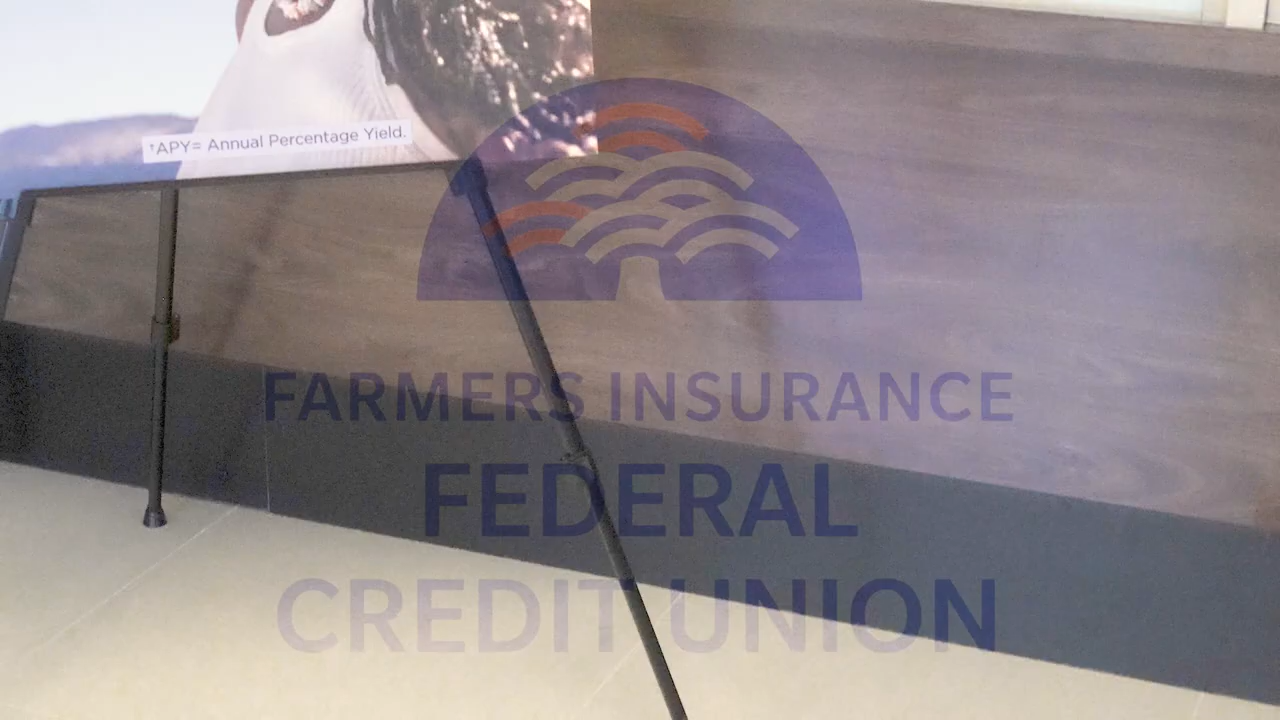 †APY= Annual Percentage Yield.
FARMERS INSURANCE
FEDERAL
CREDIT UNION